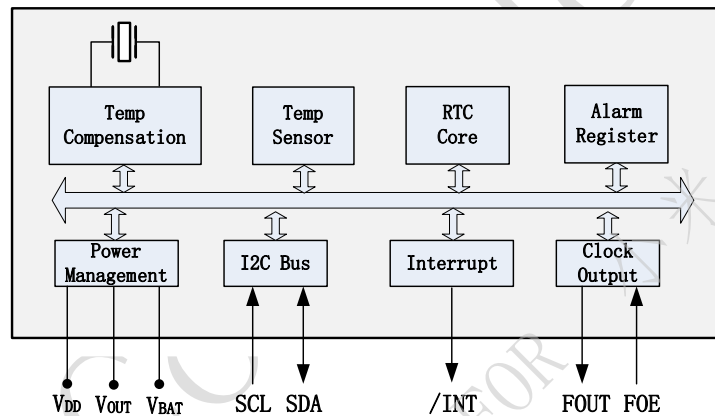 Temp
Compensation
Temp
Sensor
RTC
Core
Alarm
Register
Power
Management
I2C Bus
Interrupt
Clock
Output
VDD VOUT VBAT SCL SDA /INT FOUT FOE
FOR